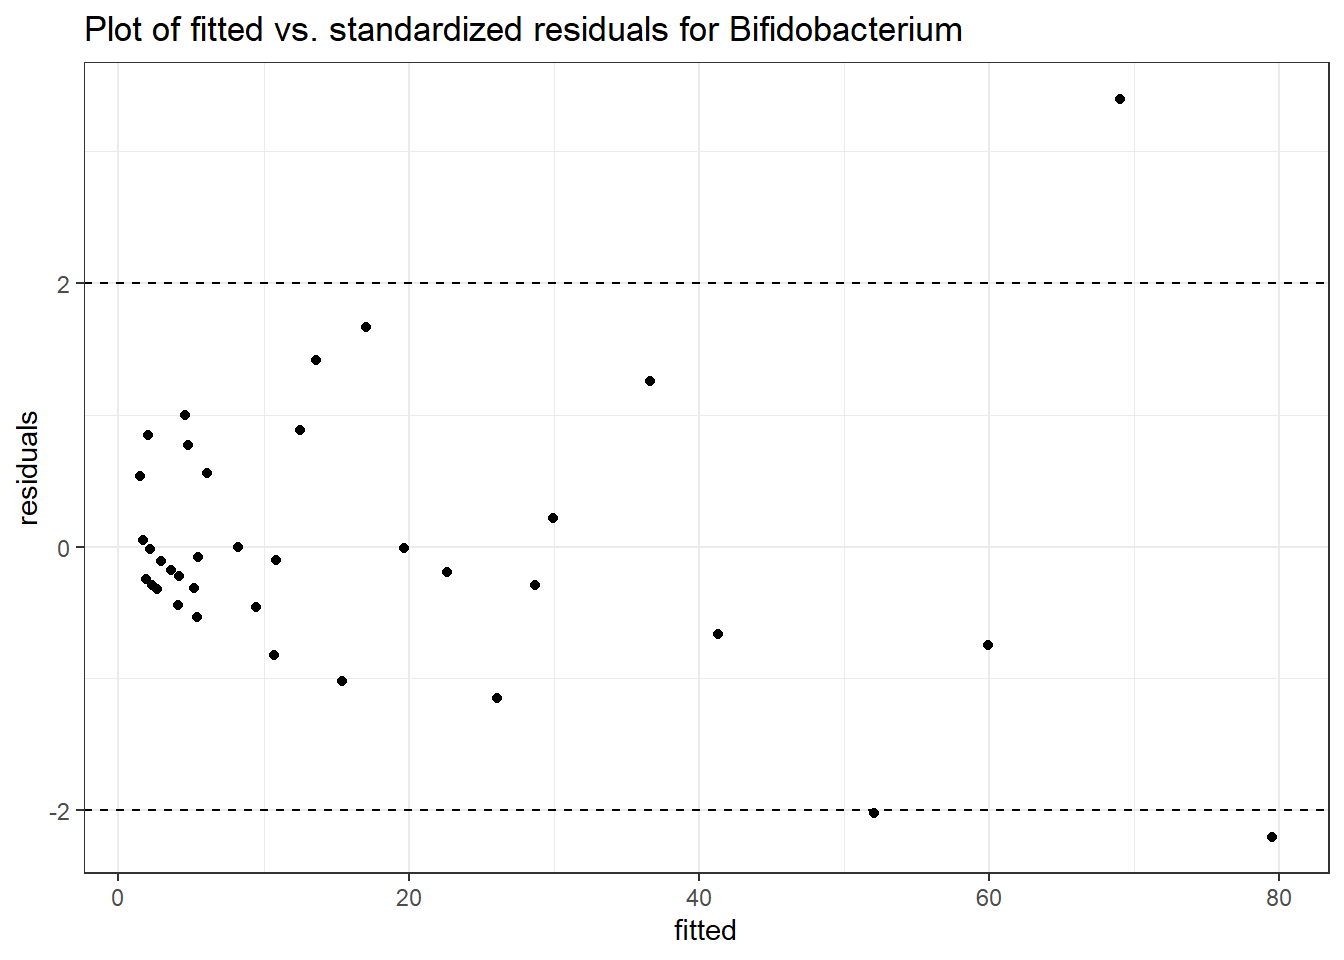 Plot of fitted vs. standardized residuals for Bifidobacterium
residuals
2
0
-2
0 20 40 60 80
fitted